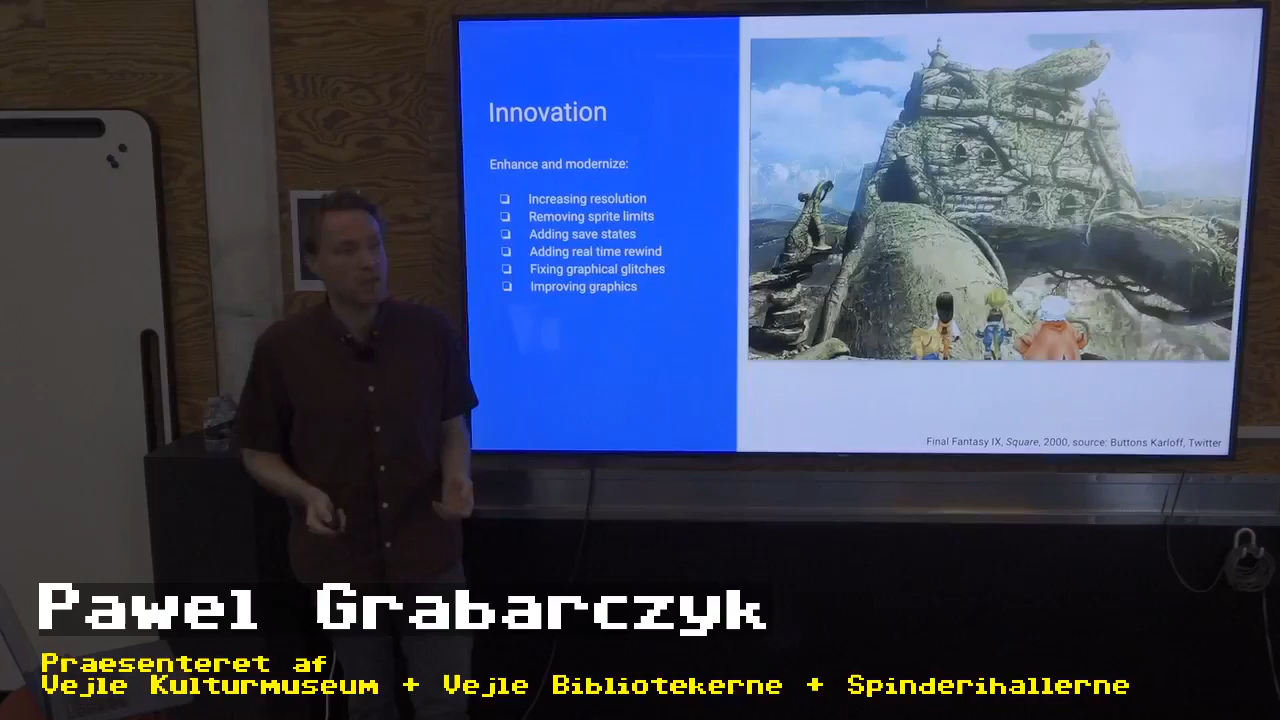 Innovation
Enhance and modernize:
Increasing resolution
Removing sprite limits
Adding save states
Adding real time rewind
Fixing graphical glitches
Improving graphics
Final Fantasy IX, Square, 2000, source: Buttons Karloff, Twitter
Pawel Grabarczyk
Praesenteret af
Vejle Kulturmuseum + Vejle Bibliotekerne + Spinderihallerne